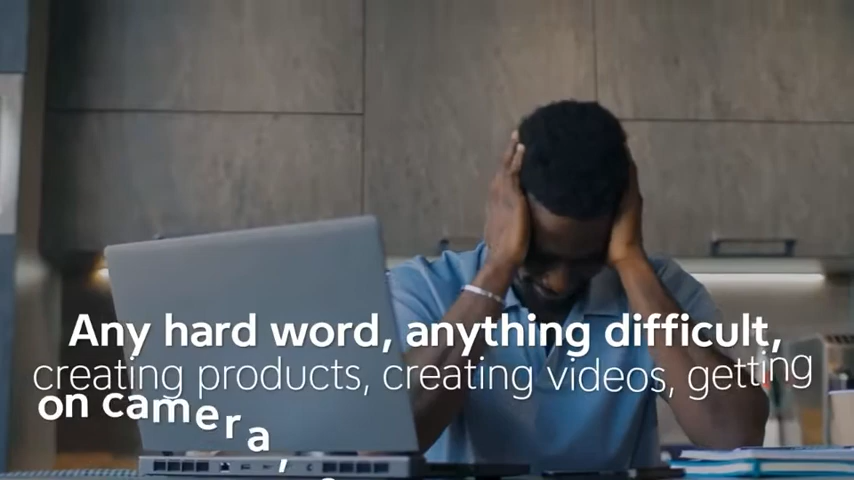 Any hard word, anything difficult,
creating products, creating videos, getting
on camera,